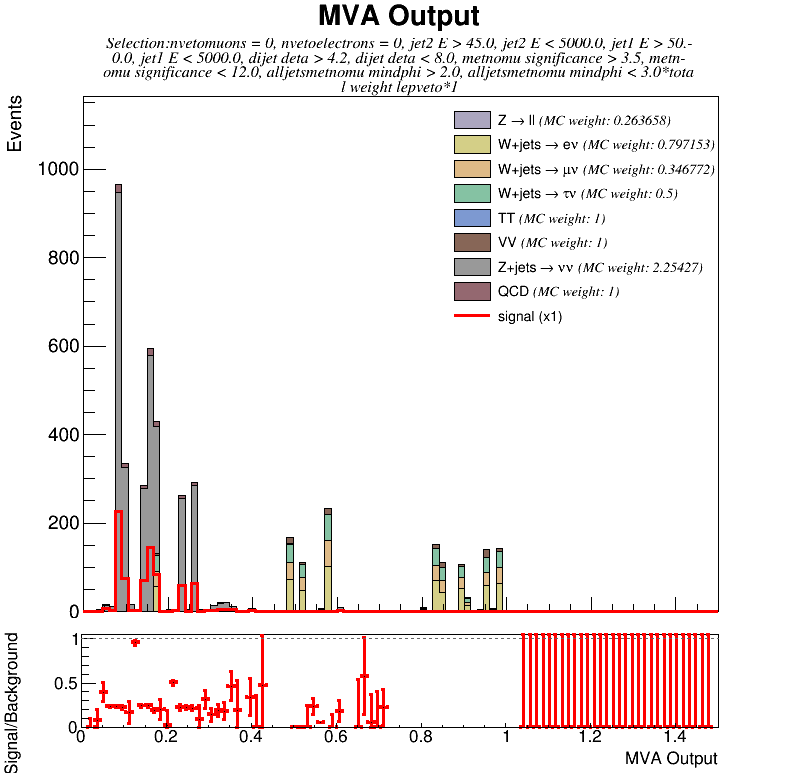 MVA Output
Selection:nvetomuons = 0, nvetoelectrons = 0, jet2 E > 45.0, jet2 E < 5000.0, jet1 E > 50.-
0.0, jet1 E < 5000.0, dijet deta > 4.2, dijet deta < 8.0, metnomu significance > 3.5, metn-
omu significance < 12.0, alljetsmetnomu mindphi > 2.0, alljetsmetnomu mindphi < 3.0*tota
l weight lepveto*1
Events
Z → ll (MC weight: 0.263658)
W+jets → eν (MC weight: 0.797153)
W+jets → μν (MC weight: 0.346772)
W+jets → τν (MC weight: 0.5)
TT (MC weight: 1)
VV (MC weight: 1)
Z+jets → νν (MC weight: 2.25427)
QCD (MC weight: 1)
signal (x1)
1000
800
600
400
200
0
Signal/Background
1
0.5
0
0 0.2 0.4 0.6 0.8 1 1.2 1.4
MVA Output